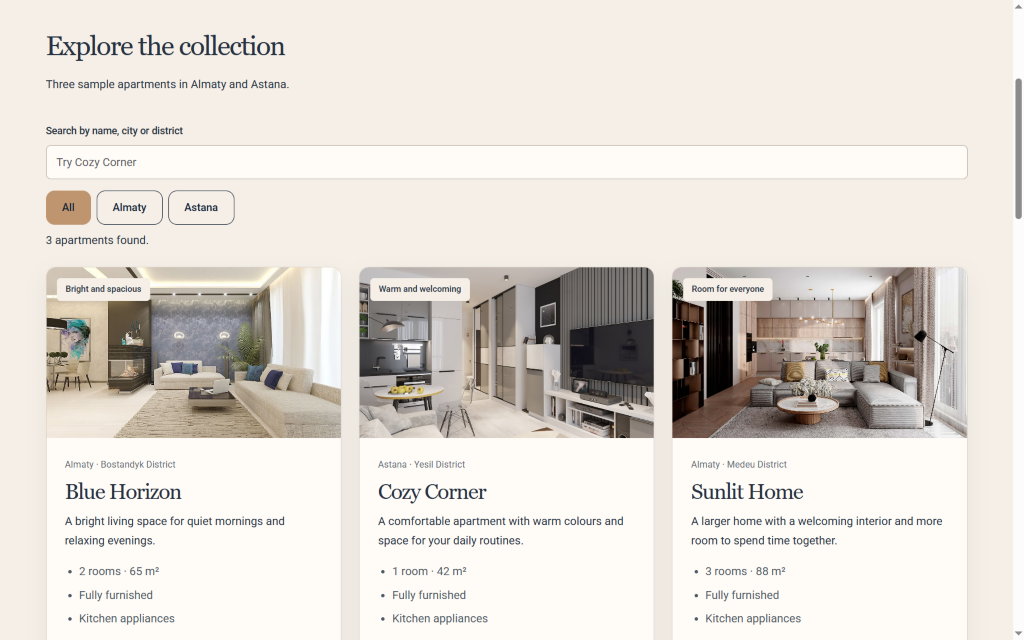 Explore the collection
Three sample apartments in Almaty and Astana.
Search by name, city or district
Try Cozy Corner
All
Almaty
Astana
3 apartments found.
Bright and spacious
Almaty · Bostandyk District
Blue Horizon
A bright living space for quiet mornings and
relaxing evenings.
• 2 rooms · 65 m²
• Fully furnished
• Kitchen appliances
Warm and welcoming
Astana · Yesil District
Cozy Corner
A comfortable apartment with warm colours and
space for your daily routines.
• 1 room · 42 m²
• Fully furnished
• Kitchen appliances
Room for everyone
Almaty · Medeu District
Sunlit Home
A larger home with a welcoming interior and more
room to spend time together.
• 3 rooms · 88 m²
• Fully furnished
• Kitchen appliances